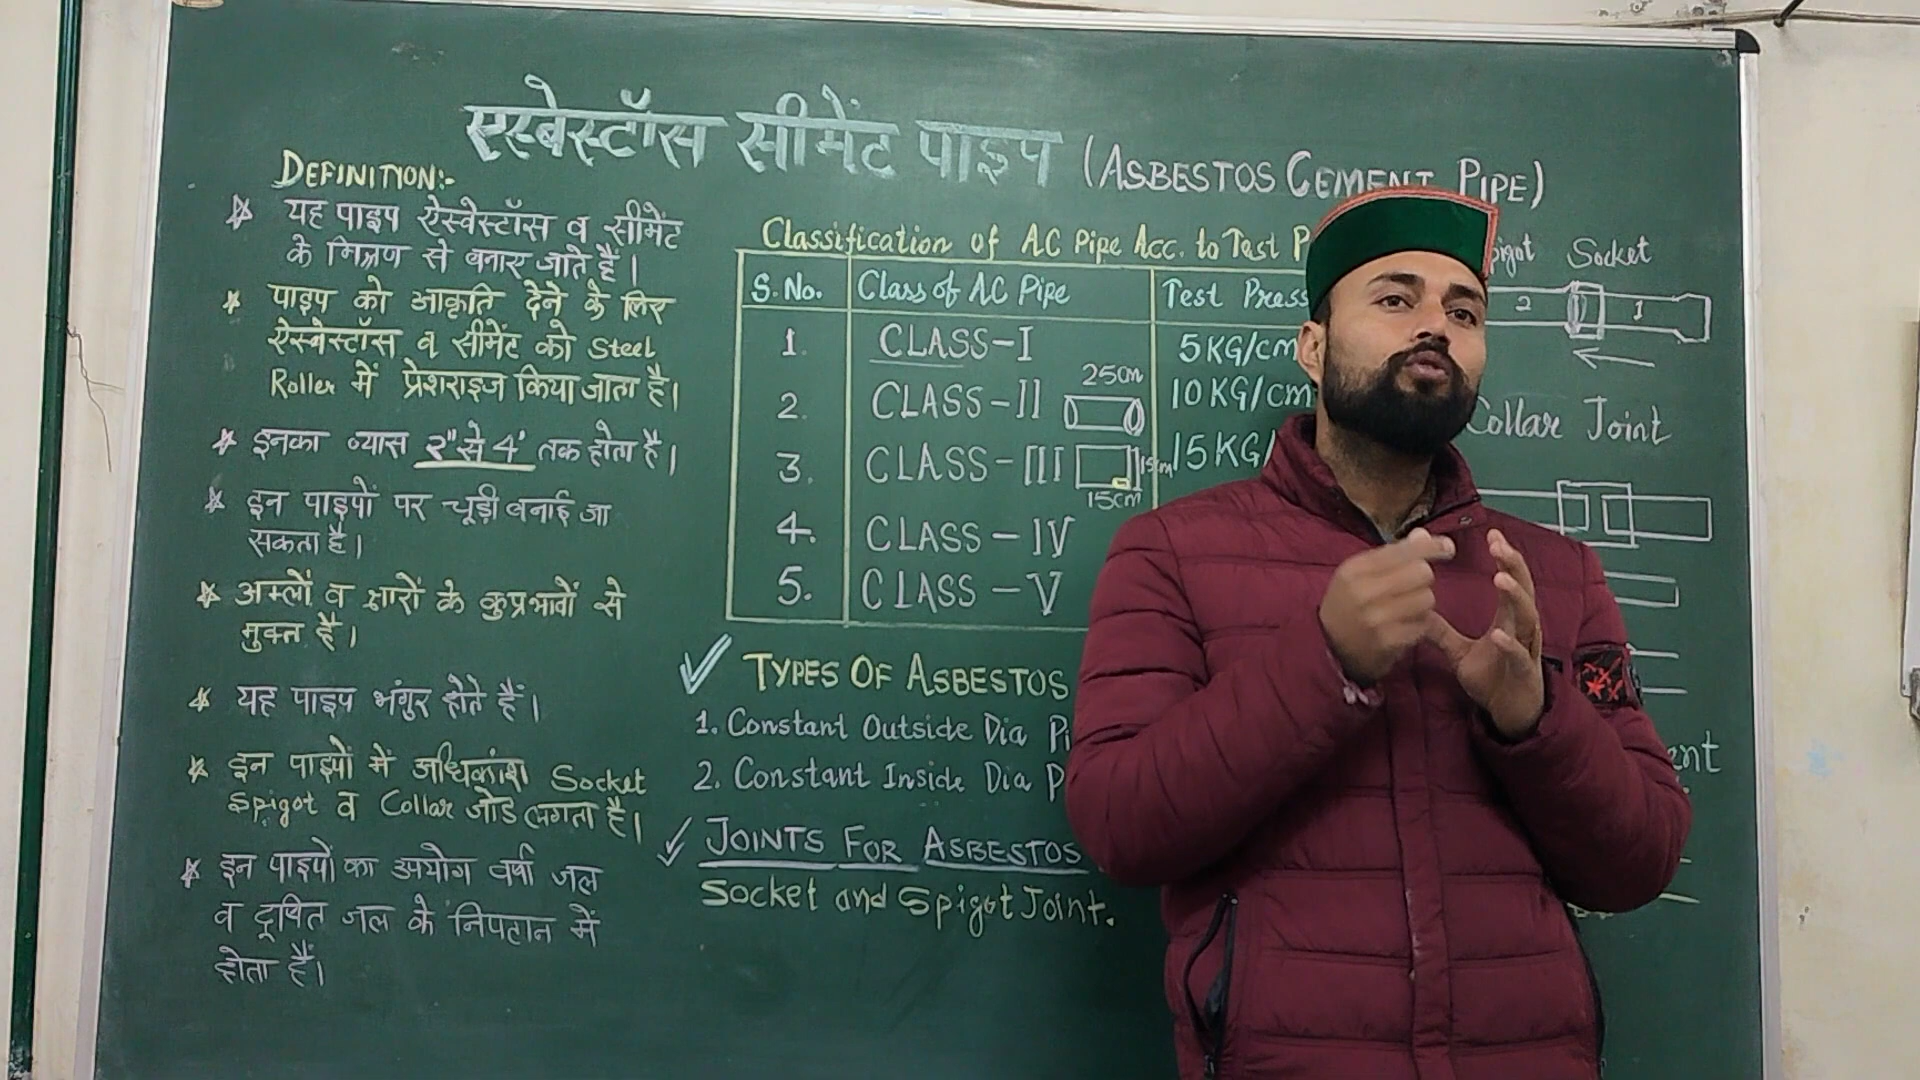 एस्बेस्टॉस सीमेंट पाइप (ASBESTOS CEMENT PIPE)
DEFINITION:-
यह पाइप ऐस्वेस्टॉस व सीमेंट
के मिश्रण से बनाए जाते है।
पाइप को आकृति देने के लिए
ऐस्बेस्टॉस व सीमेंट को Steel
Roller में प्रेशराइज किया जाता है।
इनका व्यास 2" से 4' तक होता है।
इन पाइपों पर चूड़ी बनाई जा
सकता है।
अम्लों व क्षारों के कुप्रभावों से
मुक्त है।
यह पाइप भंगुर होते हैं।
इन पाइपों में अधिकांश Socket
Spigot व Collar जोड लगता है।
इन पाइपों का उपयोग वर्षा जल
व दूषित जल के निपटान में
होता हैं।
Classification of AC Pipe Acc. to Test P
S.No. Class of AC Pipe Test Press
1. CLASS-I 5KG/cm
2. CLASS-II 25cm 10KG/cm
3. CLASS-III 15cm 15cm 15KG/
4. CLASS-IV
5. CLASS-V
TYPES OF ASBESTOS
1. Constant Outside Dia Pi
2. Constant Inside Dia P
JOINTS FOR ASBESTOS
Socket and Spigot Joint.
pigot Socket
2 1
Collar Joint
ent